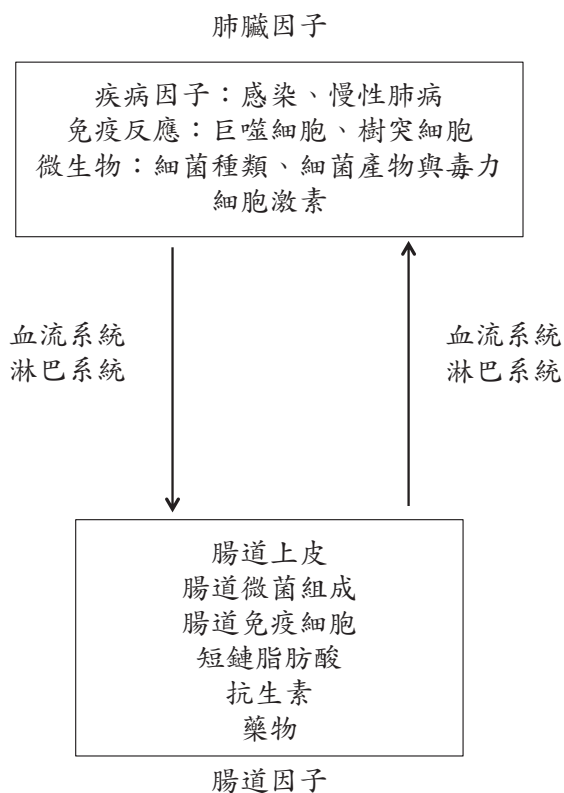 肺臟因子
疾病因子：感染、慢性肺病
免疫反應：巨噬細胞、樹突細胞
微生物：細菌種類、細菌產物與毒力
細胞激素
血流系統
淋巴系統
血流系統
淋巴系統
腸道上皮
腸道微菌組成
腸道免疫細胞
短鏈脂肪酸
抗生素
藥物
腸道因子